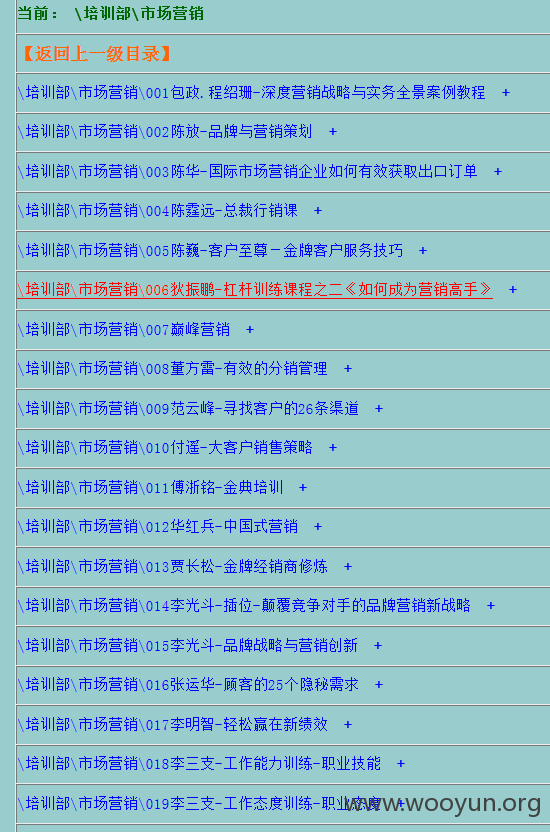 当前： \培训部\市场营销
【返回上一级目录】
\培训部\市场营销\001包政.程绍珊-深度营销战略与实务全景案例教程 +
\培训部\市场营销\002陈放-品牌与营销策划 +
\培训部\市场营销\003陈华-国际市场营销企业如何有效获取出口订单 +
\培训部\市场营销\004陈霆远-总裁行销课 +
\培训部\市场营销\005陈巍-客户至尊－金牌客户服务技巧 +
\培训部\市场营销\006狄振鹏-杠杆训练课程之二《如何成为营销高手》 +
\培训部\市场营销\007巅峰营销 +
\培训部\市场营销\008董方雷-有效的分销管理 +
\培训部\市场营销\009范云峰-寻找客户的26条渠道 +
\培训部\市场营销\010付遥-大客户销售策略 +
\培训部\市场营销\011傅浙铭-金典培训 +
\培训部\市场营销\012华红兵-中国式营销 +
\培训部\市场营销\013贾长松-金牌经销商修炼 +
\培训部\市场营销\014李光斗-插位-颠覆竞争对手的品牌营销新战略 +
\培训部\市场营销\015李光斗-品牌战略与营销创新 +
\培训部\市场营销\016张运华-顾客的25个隐秘需求 +
\培训部\市场营销\017李明智-轻松赢在新绩效 +
\培训部\市场营销\018李三支-工作能力训练-职业技能 +
\培训部\市场营销\019李三支-工作态度训练-职业态度 +
www.wooyun.org